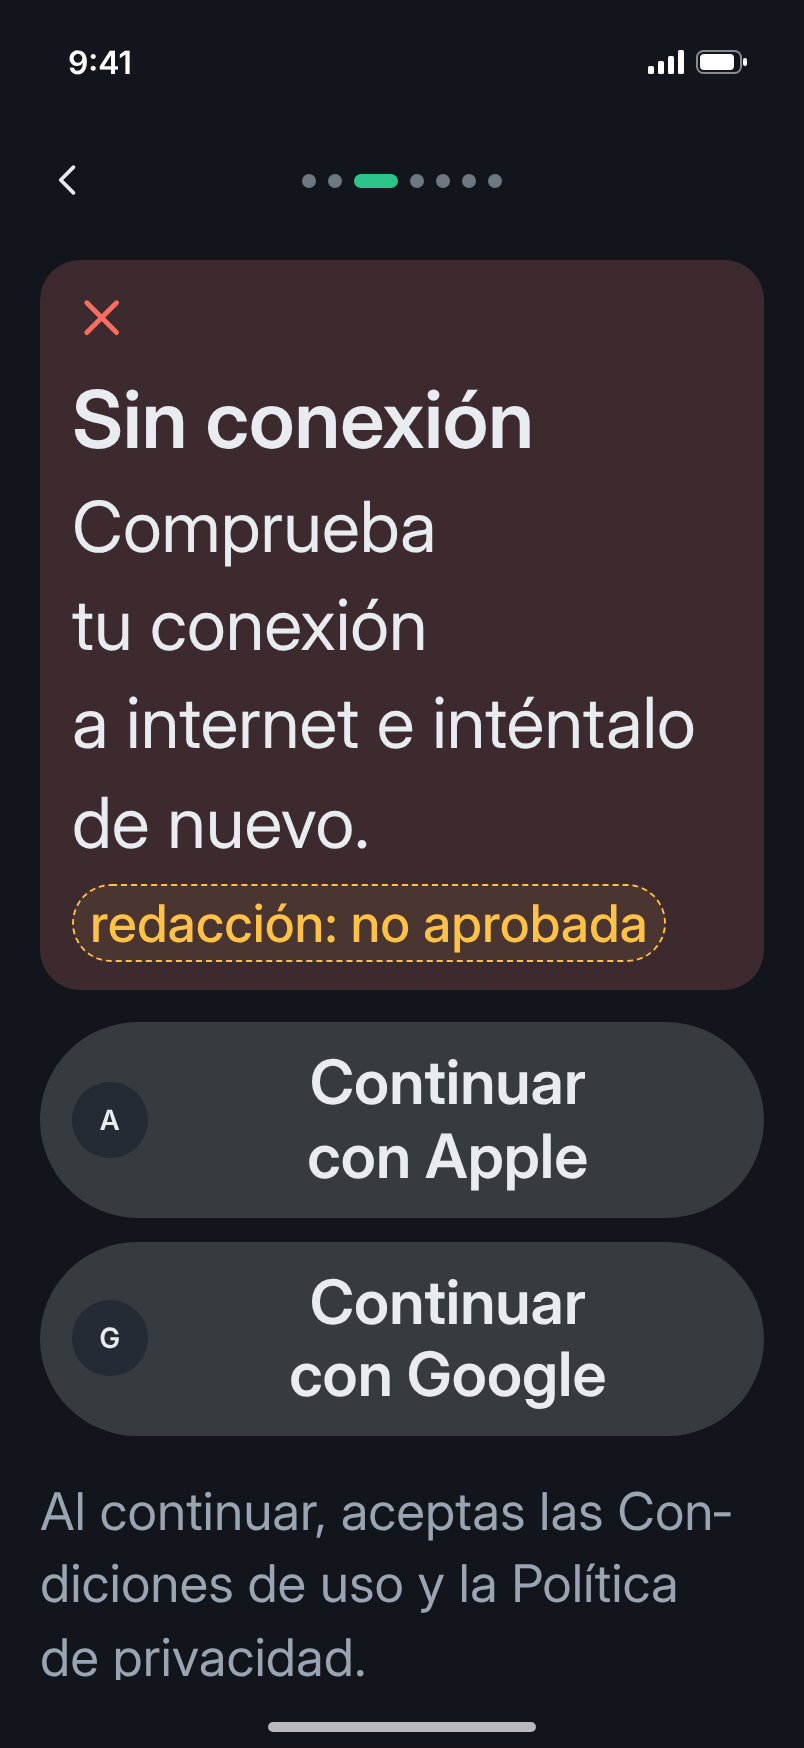 9:41
Sin conexión
Comprueba
tu conexión
a internet e inténtalo
de nuevo.
redacción: no aprobada
A
Continuar
con Apple
G
Continuar
con Google
Al continuar, aceptas las Con-
diciones de uso y la Política
de privacidad.